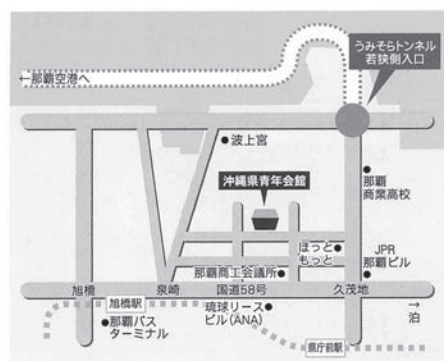 うみそらトンネル
若狭側入口
←那覇空港へ
波上宮
沖縄県青年会館
那覇
商業高校
ほっと
もっと
JPR
那覇ビル
那覇商工会議所
旭橋
泉崎
国道58号
久茂地
→
泊
旭橋駅
琉球リース
ビル(ANA)
那覇バス
ターミナル
県庁前駅